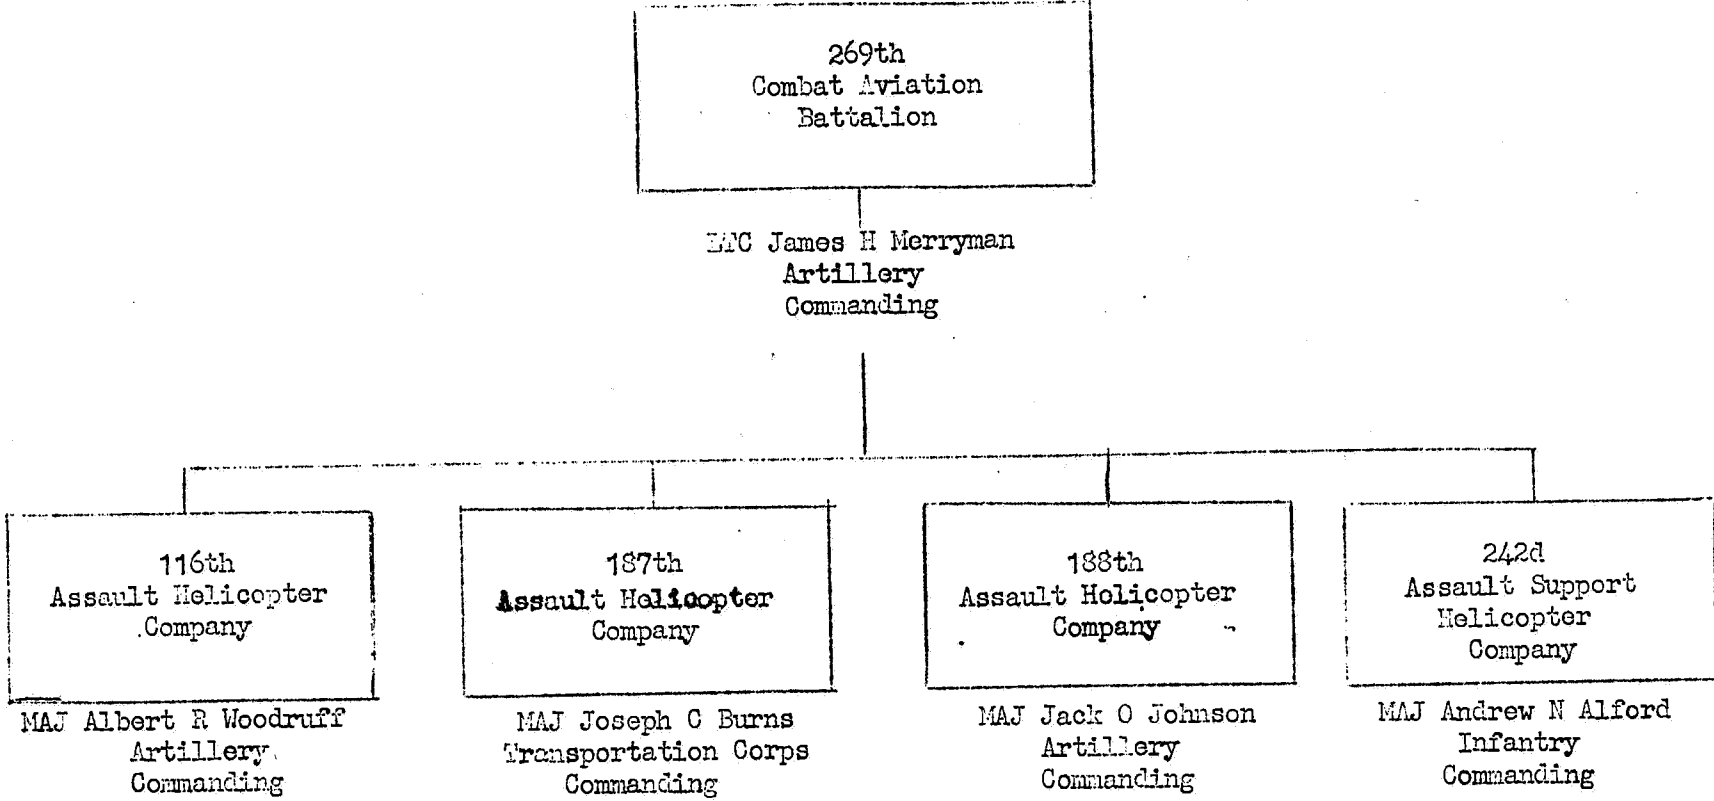 269th
Combat Aviation
Battalion
LTC James H Merryman
Artillery
Commanding
116th
Assault Helicopter
Company
MAJ Albert R Woodruff
Artillery
Commanding
187th
Assault Helicopter
Company
MAJ Joseph C Burns
Transportation Corps
Commanding
188th
Assault Helicopter
Company
MAJ Jack O Johnson
Artillery
Commanding
242d
Assault Support
Helicopter
Company
MAJ Andrew N Alford
Infantry
Commanding